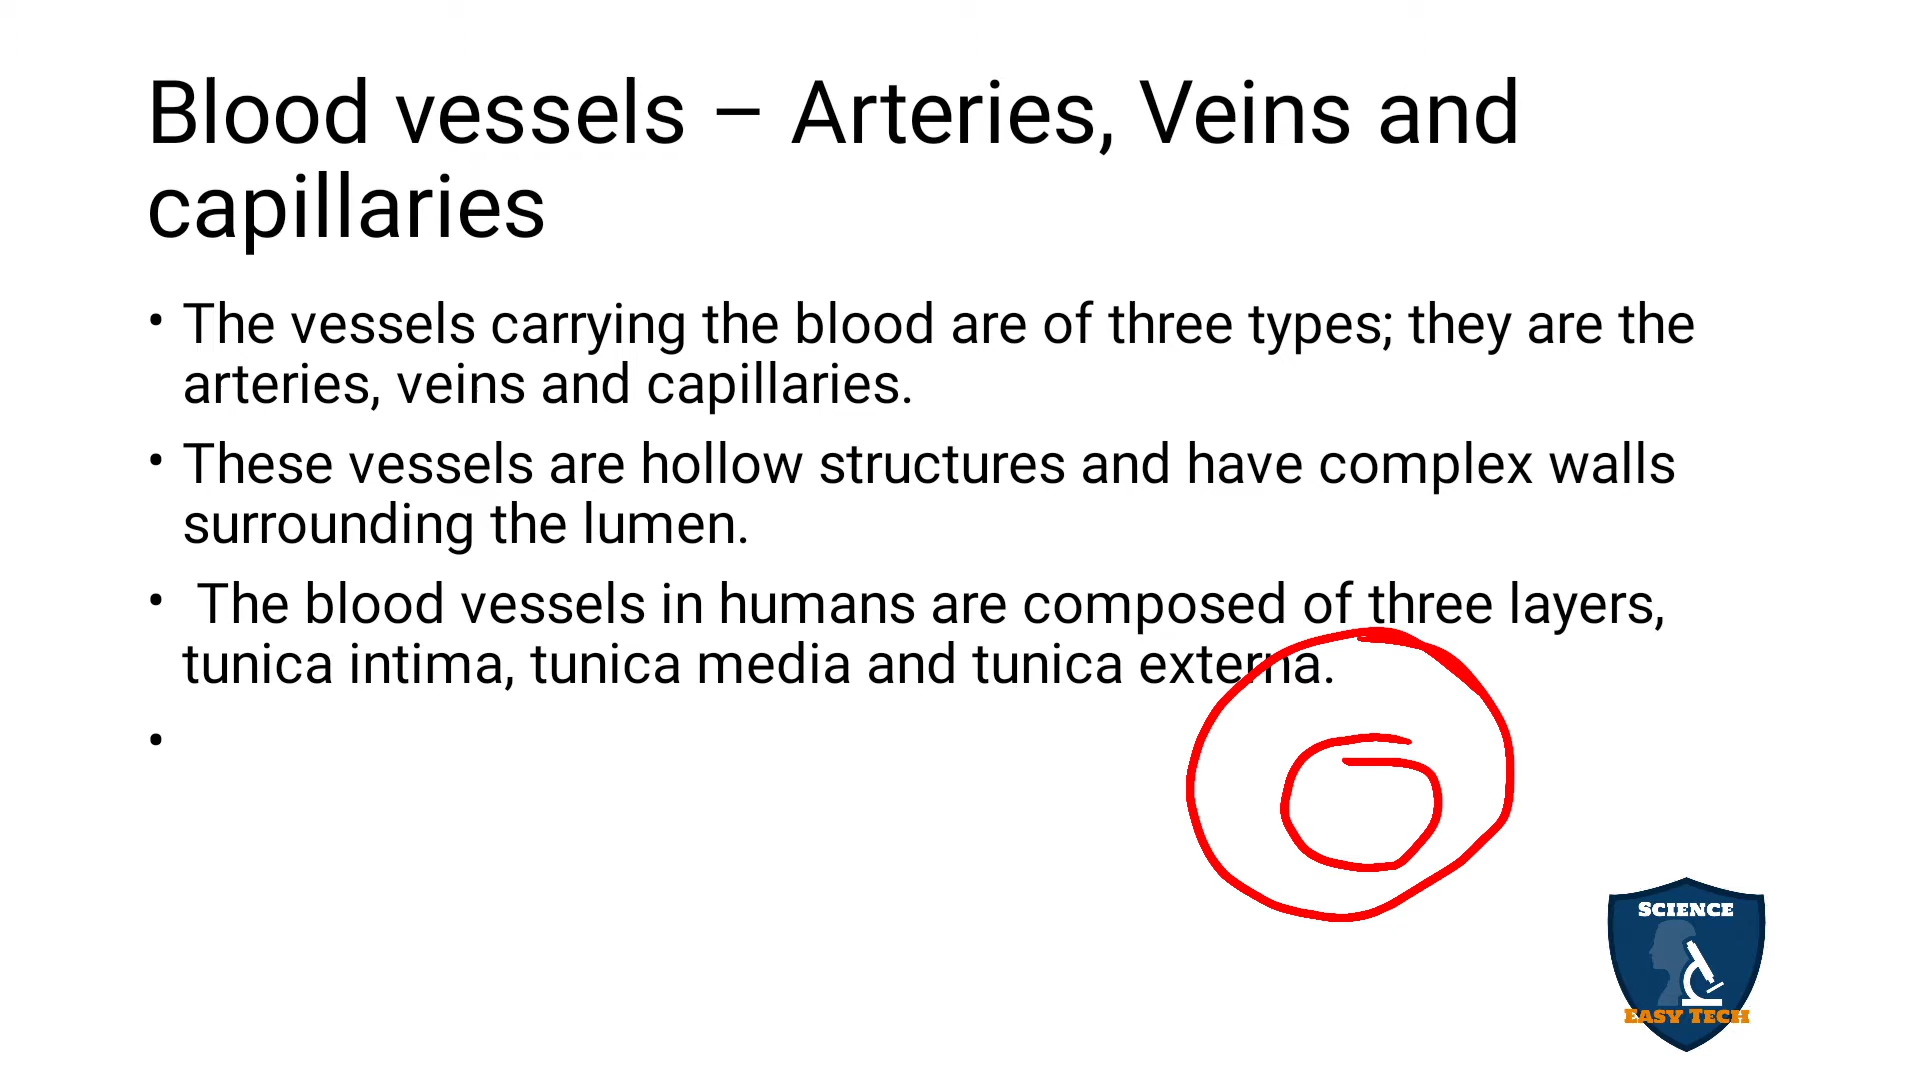 Blood vessels – Arteries, Veins and
capillaries
• The vessels carrying the blood are of three types; they are the
arteries, veins and capillaries.
• These vessels are hollow structures and have complex walls
surrounding the lumen.
• The blood vessels in humans are composed of three layers,
tunica intima, tunica media and tunica externa.
•
SCIENCE
EASY TECH